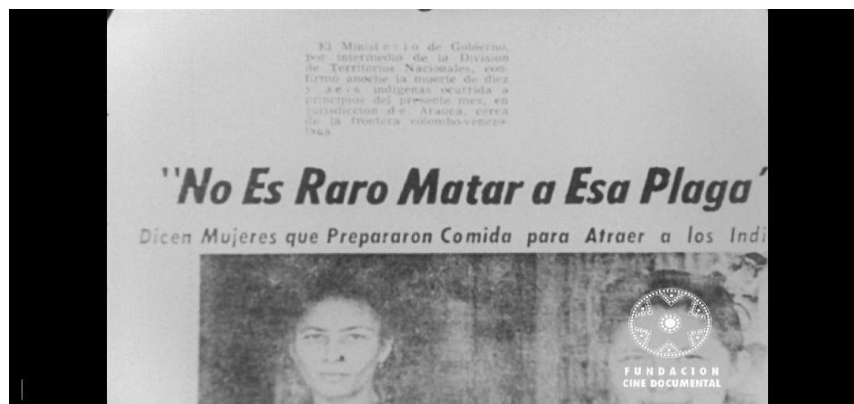 El Ministerio de Gobierno,
por intermedio de la División
de Territorios Nacionales, con-
firmó anoche la muerte de diez
y seis indígenas ocurrida a
principios del presente mes, en
jurisdicción de Arauca, cerca
de la frontera colombo-venezo-
lana.
"No Es Raro Matar a Esa Plaga"
Dicen Mujeres que Prepararon Comida para Atraer a los Indi
FUNDACION
CINE DOCUMENTAL